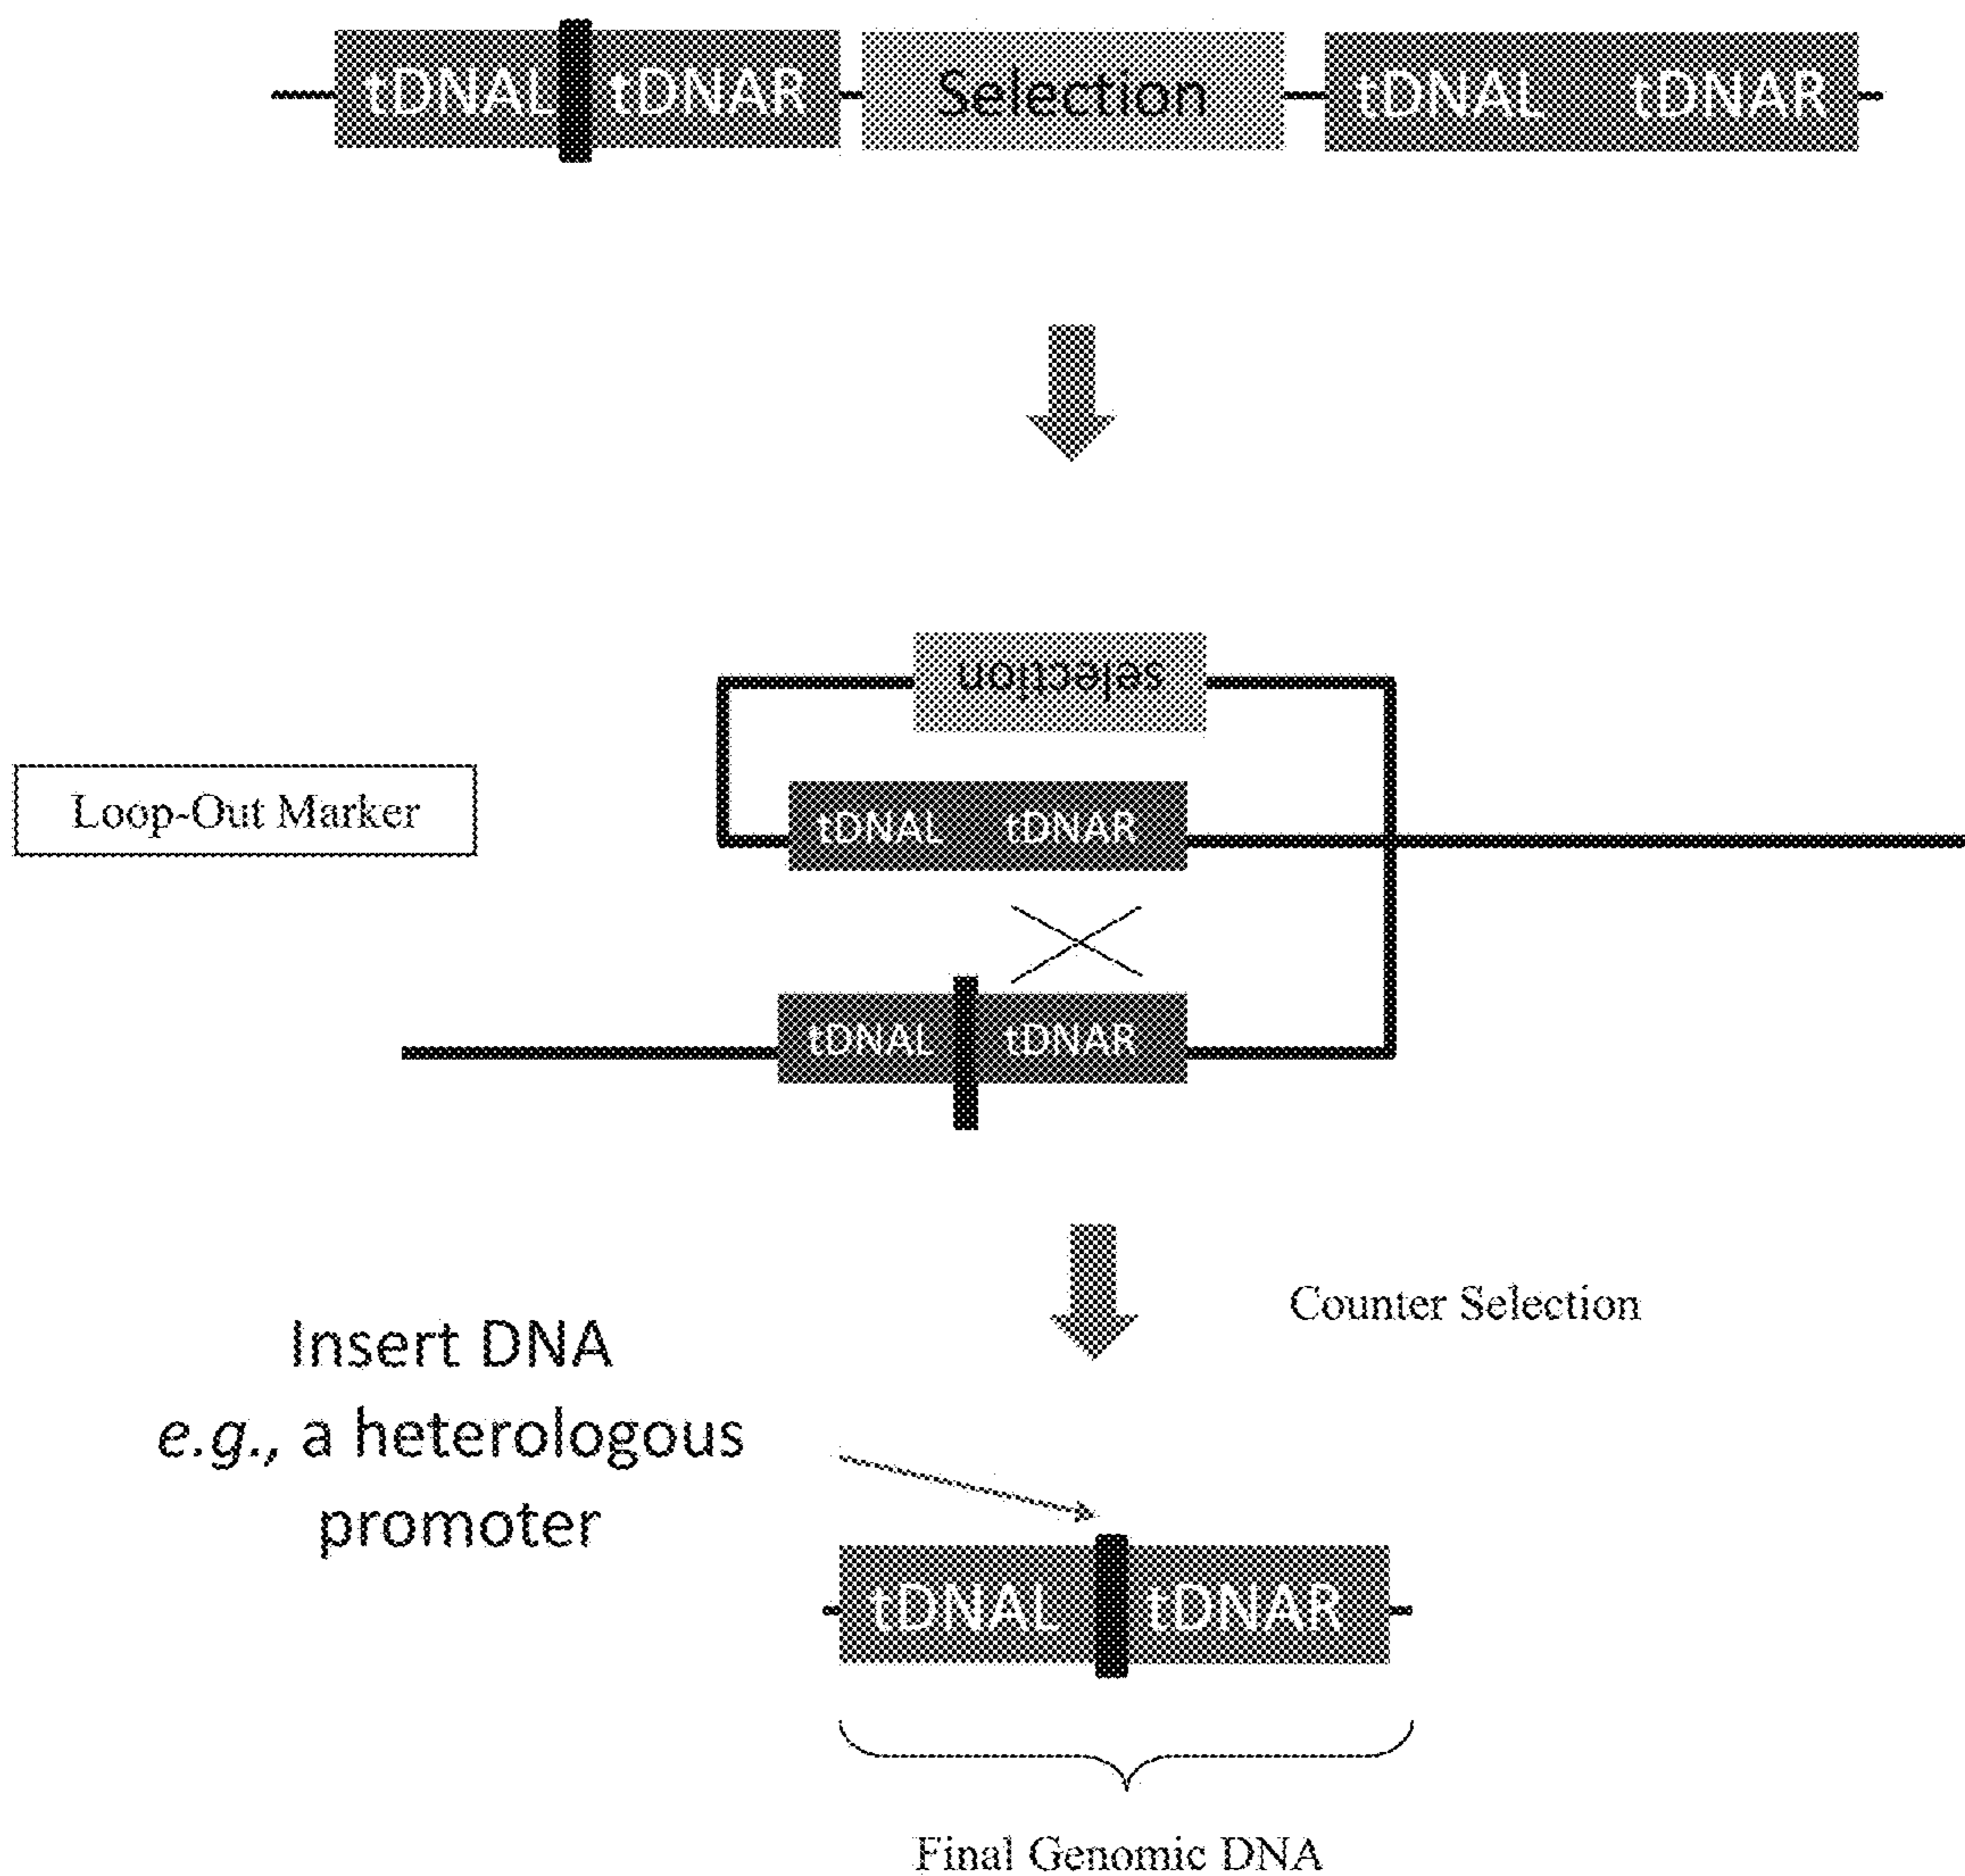 tDNAL tDNAR Selection tDNAL tDNAR
selection
Loop-Out Marker
tDNAL tDNAR
tDNAL tDNAR
Counter Selection
Insert DNA
e.g., a heterologous
promoter
tDNAL tDNAR
Final Genomic DNA